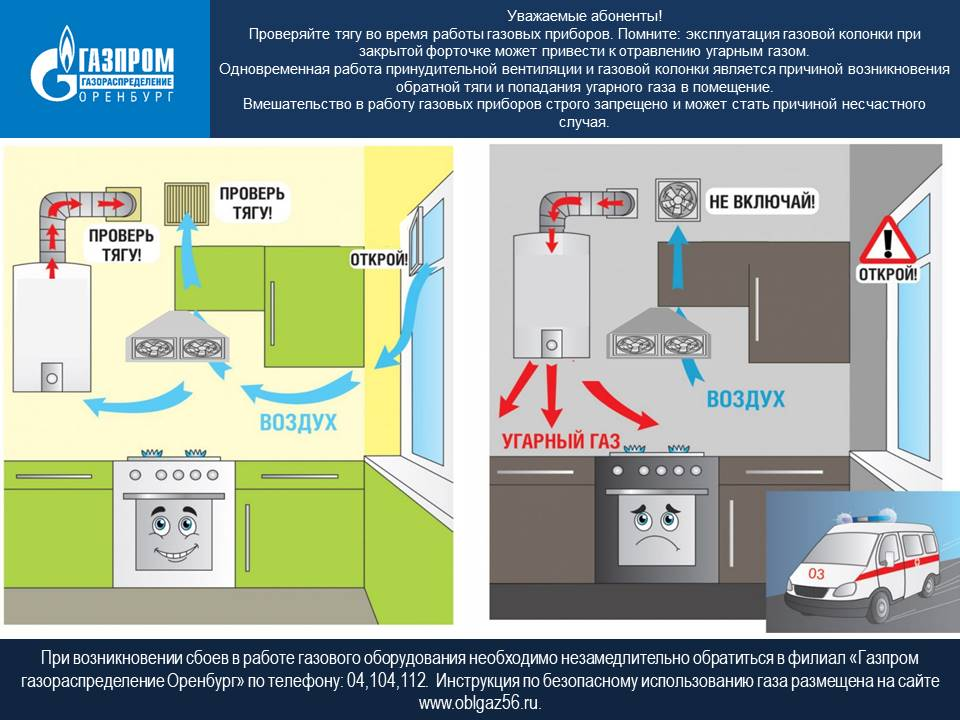 ГАЗПРОМ
ГАЗОРАСПРЕДЕЛЕНИЕ
ОРЕНБУРГ
Уважаемые абоненты!
Проверяйте тягу во время работы газовых приборов. Помните: эксплуатация газовой колонки при
закрытой форточке может привести к отравлению угарным газом.
Одновременная работа принудительной вентиляции и газовой колонки является причиной возникновения
обратной тяги и попадания угарного газа в помещение.
Вмешательство в работу газовых приборов строго запрещено и может стать причиной несчастного
случая.
ПРОВЕРЬ
ТЯГУ!
ПРОВЕРЬ
ТЯГУ!
ОТКРОЙ!
ВОЗДУХ
НЕ ВКЛЮЧАЙ!
ОТКРОЙ!
ВОЗДУХ
УГАРНЫЙ ГАЗ
03
При возникновении сбоев в работе газового оборудования необходимо незамедлительно обратиться в филиал «Газпром
газораспределение Оренбург» по телефону: 04,104,112. Инструкция по безопасному использованию газа размещена на сайте
www.oblgaz56.ru.